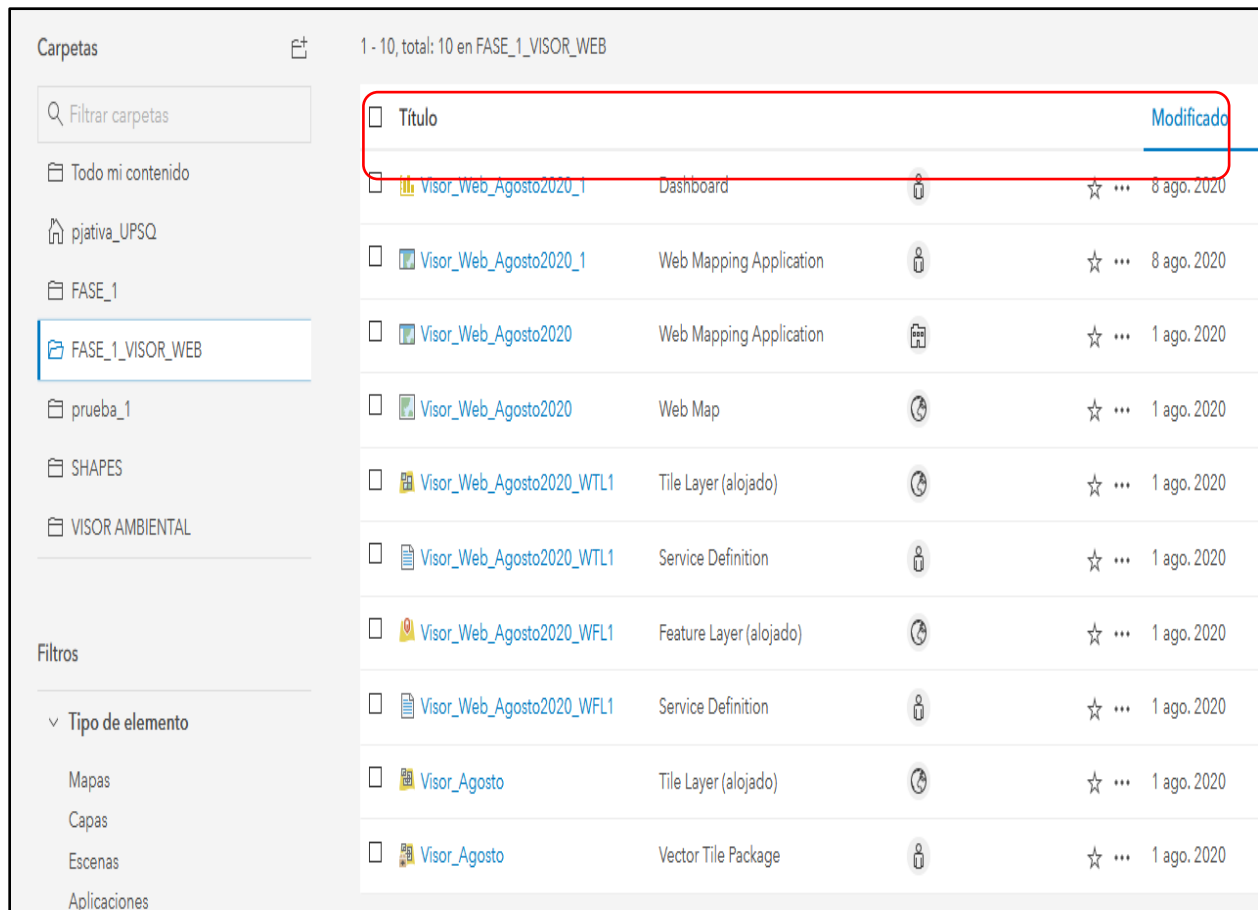 Carpetas
Filtrar carpetas
Todo mi contenido
pjativa_UPSQ
FASE_1
FASE_1_VISOR_WEB
prueba_1
SHAPES
VISOR AMBIENTAL
Filtros
Tipo de elemento
Mapas
Capas
Escenas
Aplicaciones
1 - 10, total: 10 en FASE_1_VISOR_WEB
Título Modificado
Visor_Web_Agosto2020_1 Dashboard 8 ago. 2020
Visor_Web_Agosto2020_1 Web Mapping Application 8 ago. 2020
Visor_Web_Agosto2020 Web Mapping Application 1 ago. 2020
Visor_Web_Agosto2020 Web Map 1 ago. 2020
Visor_Web_Agosto2020_WTL1 Tile Layer (alojado) 1 ago. 2020
Visor_Web_Agosto2020_WTL1 Service Definition 1 ago. 2020
Visor_Web_Agosto2020_WFL1 Feature Layer (alojado) 1 ago. 2020
Visor_Web_Agosto2020_WFL1 Service Definition 1 ago. 2020
Visor_Agosto Tile Layer (alojado) 1 ago. 2020
Visor_Agosto Vector Tile Package 1 ago. 2020